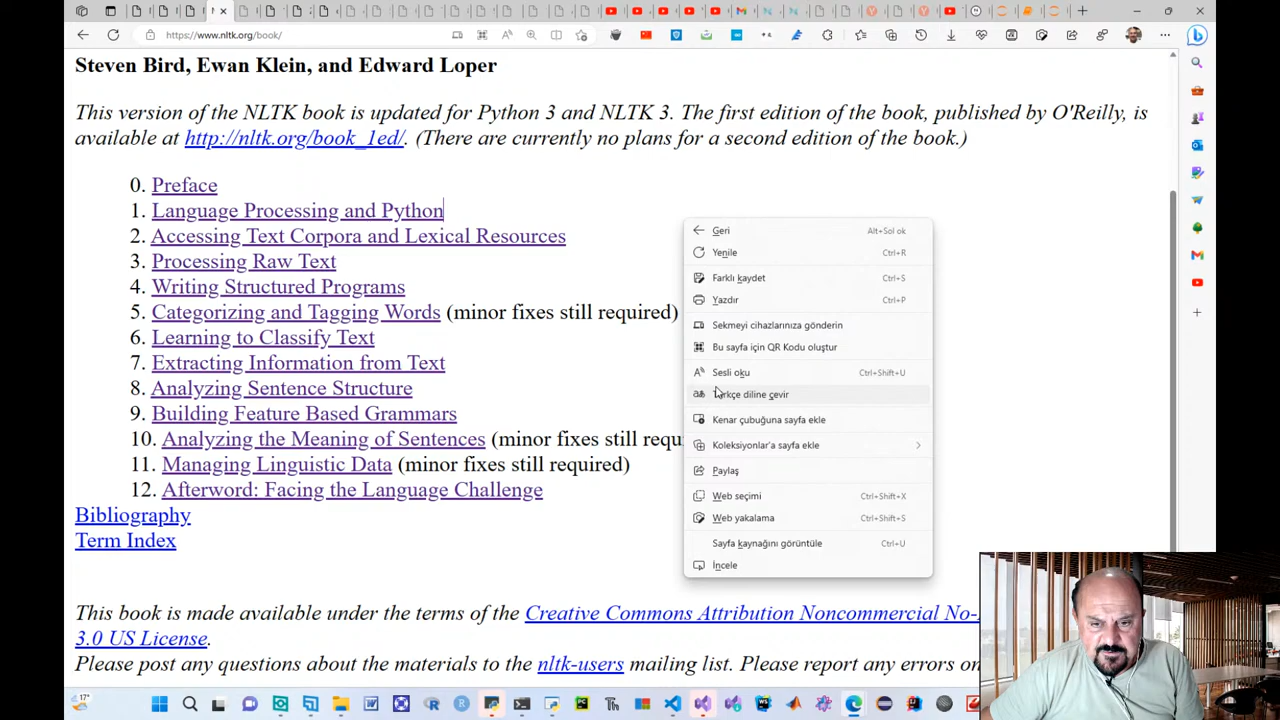 https://www.nltk.org/book/
Steven Bird, Ewan Klein, and Edward Loper
This version of the NLTK book is updated for Python 3 and NLTK 3. The first edition of the book, published by O'Reilly, is
available at http://nltk.org/book_1ed/. (There are currently no plans for a second edition of the book.)
0. Preface
1. Language Processing and Python
2. Accessing Text Corpora and Lexical Resources
3. Processing Raw Text
4. Writing Structured Programs
5. Categorizing and Tagging Words (minor fixes still required)
6. Learning to Classify Text
7. Extracting Information from Text
8. Analyzing Sentence Structure
9. Building Feature Based Grammars
10. Analyzing the Meaning of Sentences (minor fixes still requ
11. Managing Linguistic Data (minor fixes still required)
12. Afterword: Facing the Language Challenge
Bibliography
Term Index
This book is made available under the terms of the Creative Commons Attribution Noncommercial No-
3.0 US License.
Please post any questions about the materials to the nltk-users mailing list. Please report any errors on
Geri Alt+Sol ok
Yenile Ctrl+R
Farklı kaydet Ctrl+S
Yazdır Ctrl+P
Sekmeyi cihazlarınıza gönderin
Bu sayfa için QR Kodu oluştur
Sesli oku Ctrl+Shift+U
Türkçe diline çevir
Kenar çubuğuna sayfa ekle
Koleksiyonlar'a sayfa ekle
Paylaş
Web seçimi Ctrl+Shift+X
Web yakalama Ctrl+Shift+S
Sayfa kaynağını görüntüle Ctrl+U
İncele
17°